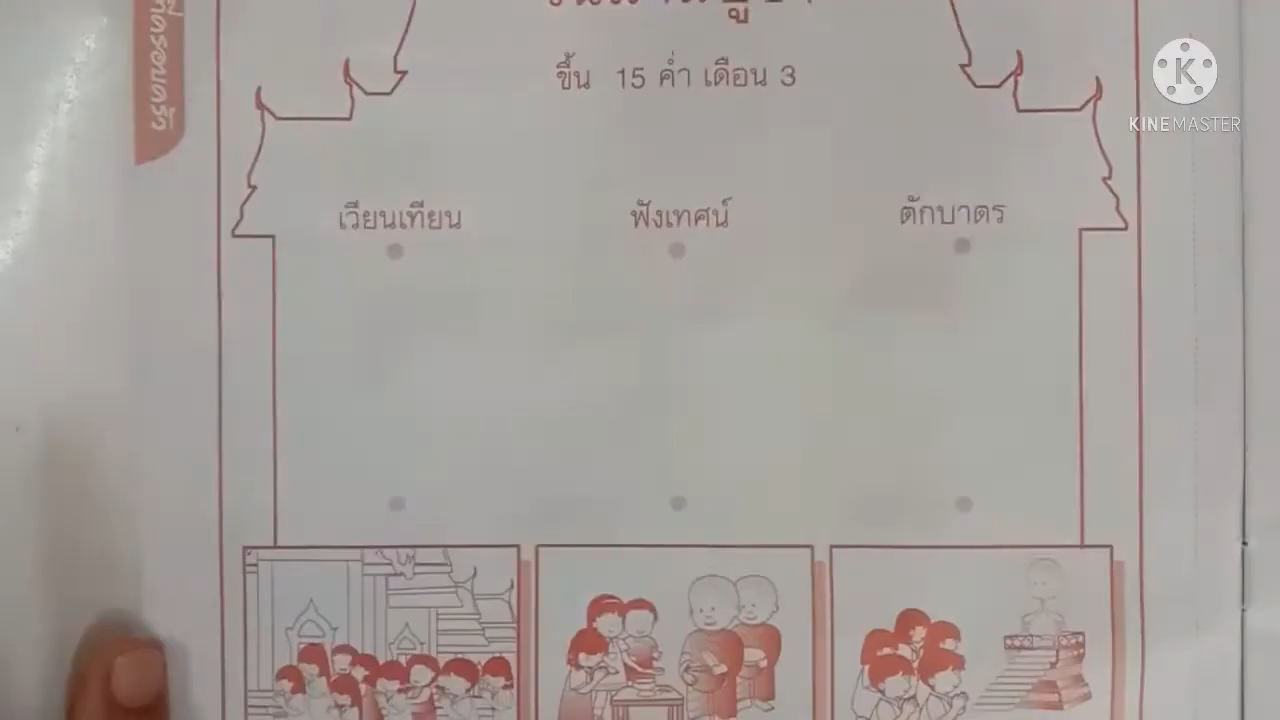 ขึ้น 15 ค่ำ เดือน 3
เวียนเทียน
ฟังเทศน์
ตักบาตร
KINEMASTER